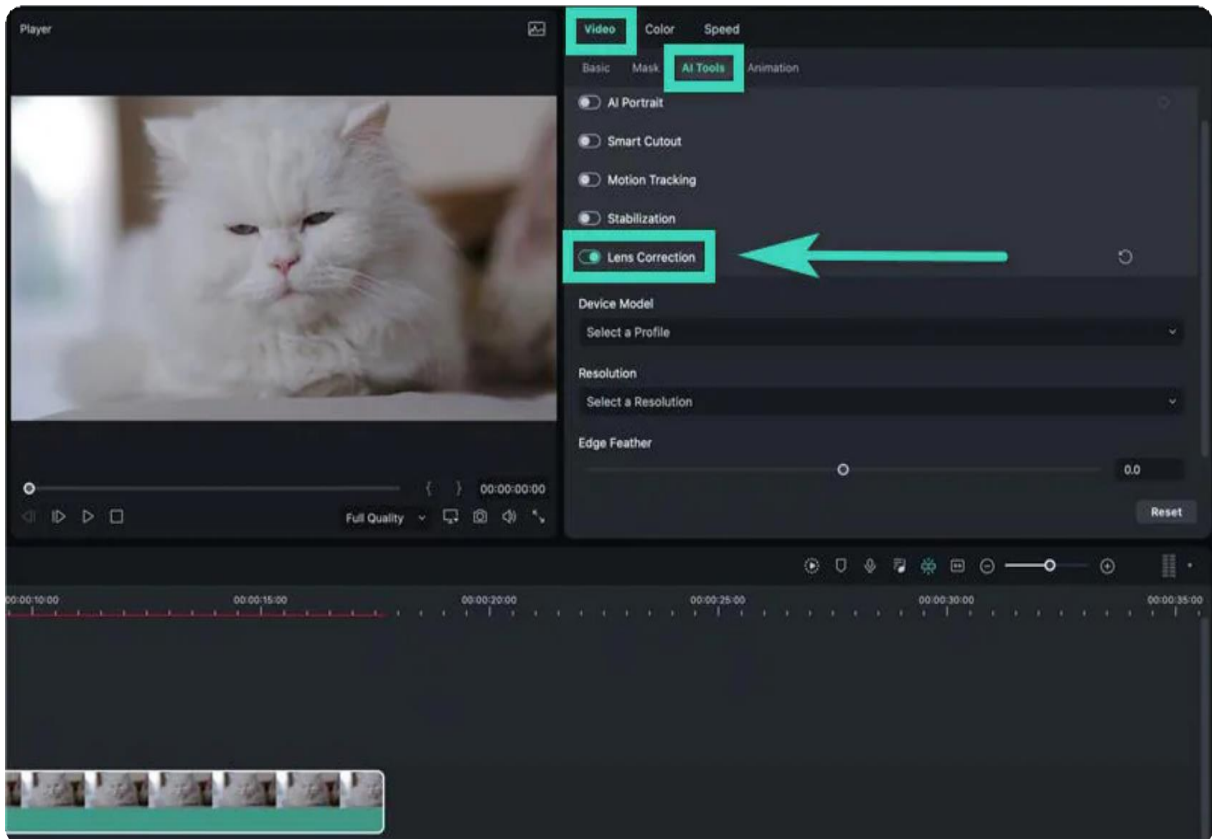 Player
Video Color Speed
Basic Mask AI Tools Animation
AI Portrait
Smart Cutout
Motion Tracking
Stabilization
Lens Correction
Device Model
Select a Profile
Resolution
Select a Resolution
Edge Feather
0.0
{ } 00:00:00:00
Full Quality
Reset
00:00:10:00 00:00:15:00 00:00:20:00 00:00:25:00 00:00:30:00 00:00:35:00